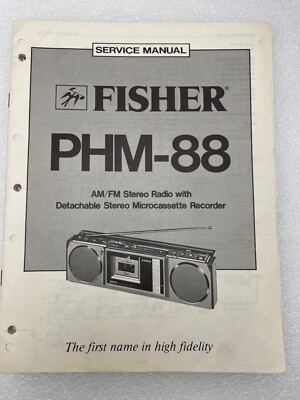 SERVICE MANUAL
FISHER®
PHM-88
AM/FM Stereo Radio with
Detachable Stereo Microcassette Recorder
The first name in high fidelity